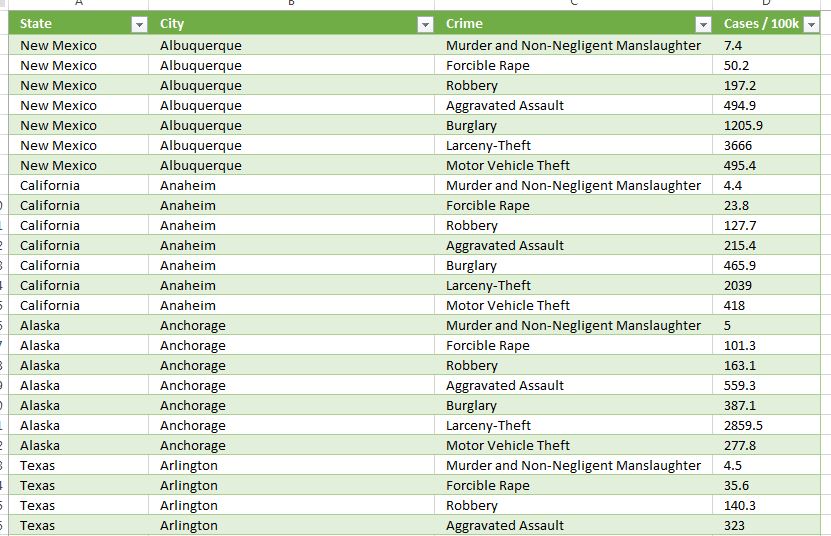 A B C D
State City Crime Cases / 100k
New Mexico Albuquerque Murder and Non-Negligent Manslaughter 7.4
New Mexico Albuquerque Forcible Rape 50.2
New Mexico Albuquerque Robbery 197.2
New Mexico Albuquerque Aggravated Assault 494.9
New Mexico Albuquerque Burglary 1205.9
New Mexico Albuquerque Larceny-Theft 3666
New Mexico Albuquerque Motor Vehicle Theft 495.4
California Anaheim Murder and Non-Negligent Manslaughter 4.4
California Anaheim Forcible Rape 23.8
California Anaheim Robbery 127.7
California Anaheim Aggravated Assault 215.4
California Anaheim Burglary 465.9
California Anaheim Larceny-Theft 2039
California Anaheim Motor Vehicle Theft 418
Alaska Anchorage Murder and Non-Negligent Manslaughter 5
Alaska Anchorage Forcible Rape 101.3
Alaska Anchorage Robbery 163.1
Alaska Anchorage Aggravated Assault 559.3
Alaska Anchorage Burglary 387.1
Alaska Anchorage Larceny-Theft 2859.5
Alaska Anchorage Motor Vehicle Theft 277.8
Texas Arlington Murder and Non-Negligent Manslaughter 4.5
Texas Arlington Forcible Rape 35.6
Texas Arlington Robbery 140.3
Texas Arlington Aggravated Assault 323